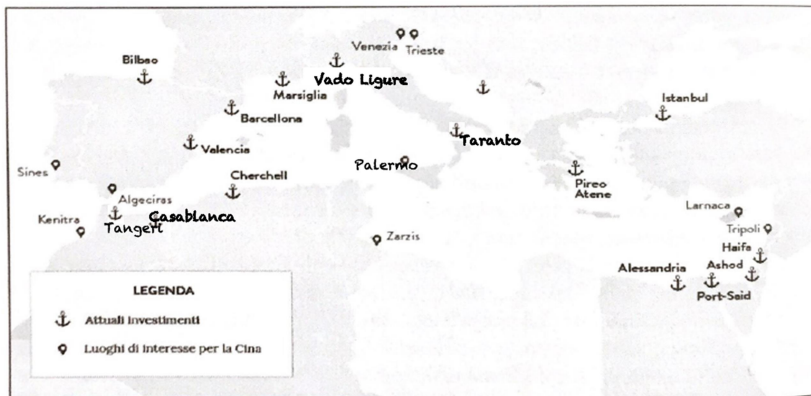 Venezia
Trieste
Bilbao
Vado Ligure
Marsiglia
Istanbul
Barcellona
Taranto
Valencia
Palermo
Sines
Cherchell
Pireo
Atene
Algeciras
Larnaca
Kenitra
Casablanca
Tangeri
Tripoli
Zarzis
Haifa
Alessandria
Ashod
Port-Said
LEGENDA
Attuali investimenti
Luoghi di interesse per la Cina